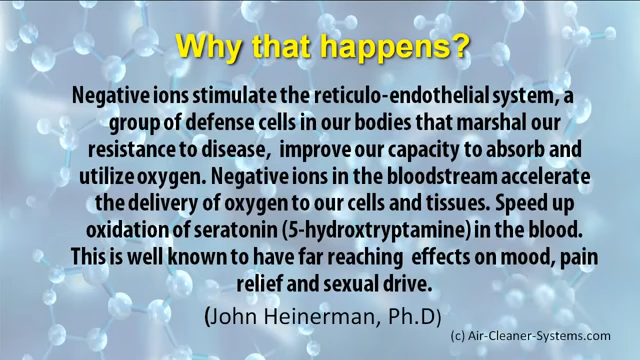 Why that happens?
Negative ions stimulate the reticulo-endothelial system, a
group of defense cells in our bodies that marshal our
resistance to disease, improve our capacity to absorb and
utilize oxygen. Negative ions in the bloodstream accelerate
the delivery of oxygen to our cells and tissues. Speed up
oxidation of seratonin (5-hydroxtryptamine) in the blood.
This is well known to have far reaching effects on mood, pain
relief and sexual drive.
(John Heinerman, Ph.D)
(c) Air-Cleaner-Systems.com